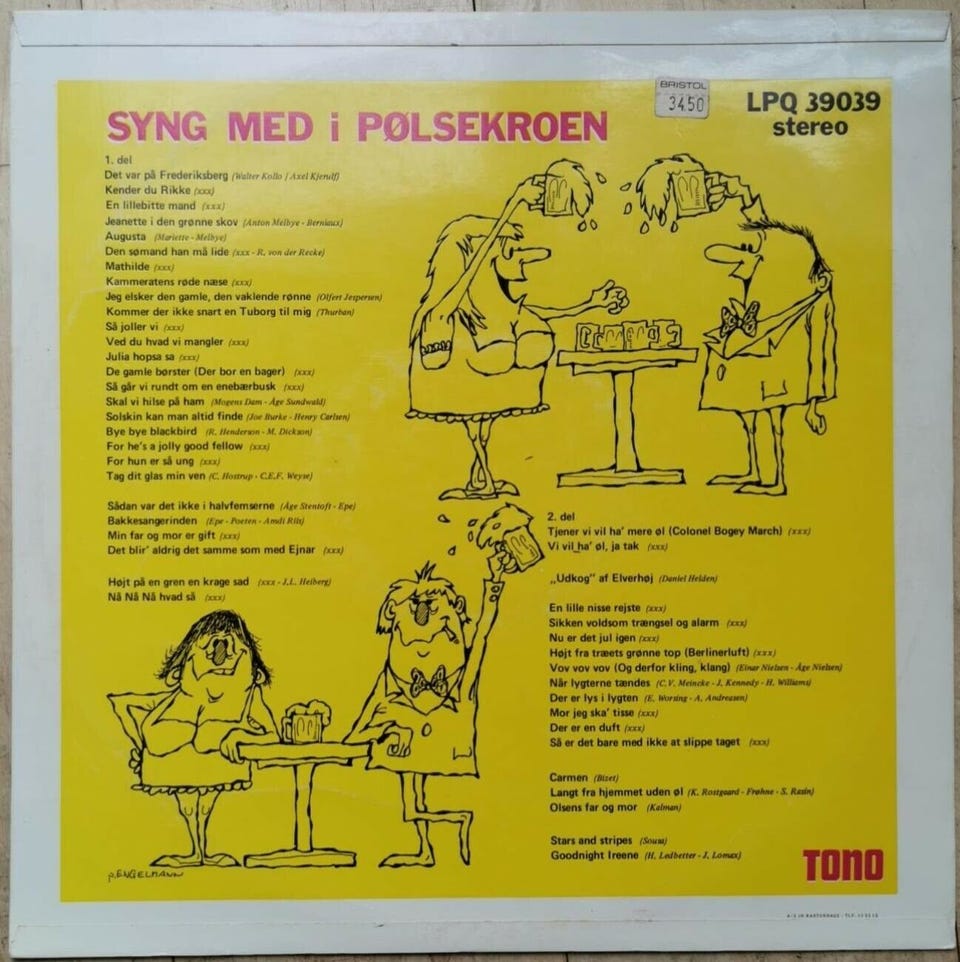 BRISTOL
34.50
LPQ 39039
stereo
SYNG MED i PØLSEKROEN
1. del
Det var på Frederiksberg (Walter Kollo / Axel Kjerulf)
Kender du Rikke (xxx)
En lillebitte mand (xxx)
Jeanette i den grønne skov (Anton Melbye - Berniaux)
Augusta (Mariette - Melbye)
Den sømand han må lide (xxx - R. von der Recke)
Mathilde (xxx)
Kammeratens røde næse (xxx)
Jeg elsker den gamle, den vaklende rønne (Olfert Jespersen)
Kommer der ikke snart en Tuborg til mig (Thurban)
Så joller vi (xxx)
Ved du hvad vi mangler (xxx)
Julia hopsa sa (xxx)
De gamle børster (Der bor en bager) (xxx)
Så går vi rundt om en enebærbusk (xxx)
Skal vi hilse på ham (Mogens Dam - Åge Sundwald)
Solskin kan man altid finde (Joe Burke - Henry Carlsen)
Bye bye blackbird (R. Henderson - M. Dickson)
For he's a jolly good fellow (xxx)
For hun er så ung (xxx)
Tag dit glas min ven (C. Hostrup - C.E.F. Weyse)
Sådan var det ikke i halvfemserne (Åge Stentoft - Epe)
Bakkesangerinden (Epe - Poeten - Amdi Riis)
Min far og mor er gift (xxx)
Det blir' aldrig det samme som med Ejnar (xxx)
Højt på en gren en krage sad (xxx - J.L. Heiberg)
Nå Nå Nå hvad så (xxx)
2. del
Tjener vi vil ha' mere øl (Colonel Bogey March) (xxx)
Vi vil ha' øl, ja tak (xxx)
„Udkog" af Elverhøj (Daniel Helden)
En lille nisse rejste (xxx)
Sikken voldsom trængsel og alarm (xxx)
Nu er det jul igen (xxx)
Højt fra træets grønne top (Berlinerluft) (xxx)
Vov vov vov (Og derfor kling, klang) (Einar Nielsen - Åge Nielsen)
Når lygterne tændes (C.V. Meincke - J. Kennedy - H. Williams)
Der er lys i lygten (E. Worsing - A. Andreasen)
Mor jeg ska' tisse (xxx)
Der er en duft (xxx)
Så er det bare med ikke at slippe taget (xxx)
Carmen (Bizet)
Langt fra hjemmet uden øl (K. Rostgaard - Frøhne - S. Rasin)
Olsens far og mor (Kalman)
Stars and stripes (Sousa)
Goodnight Ireene (H. Ledbetter - J. Lomax)
TONO
P. ENGELMANN